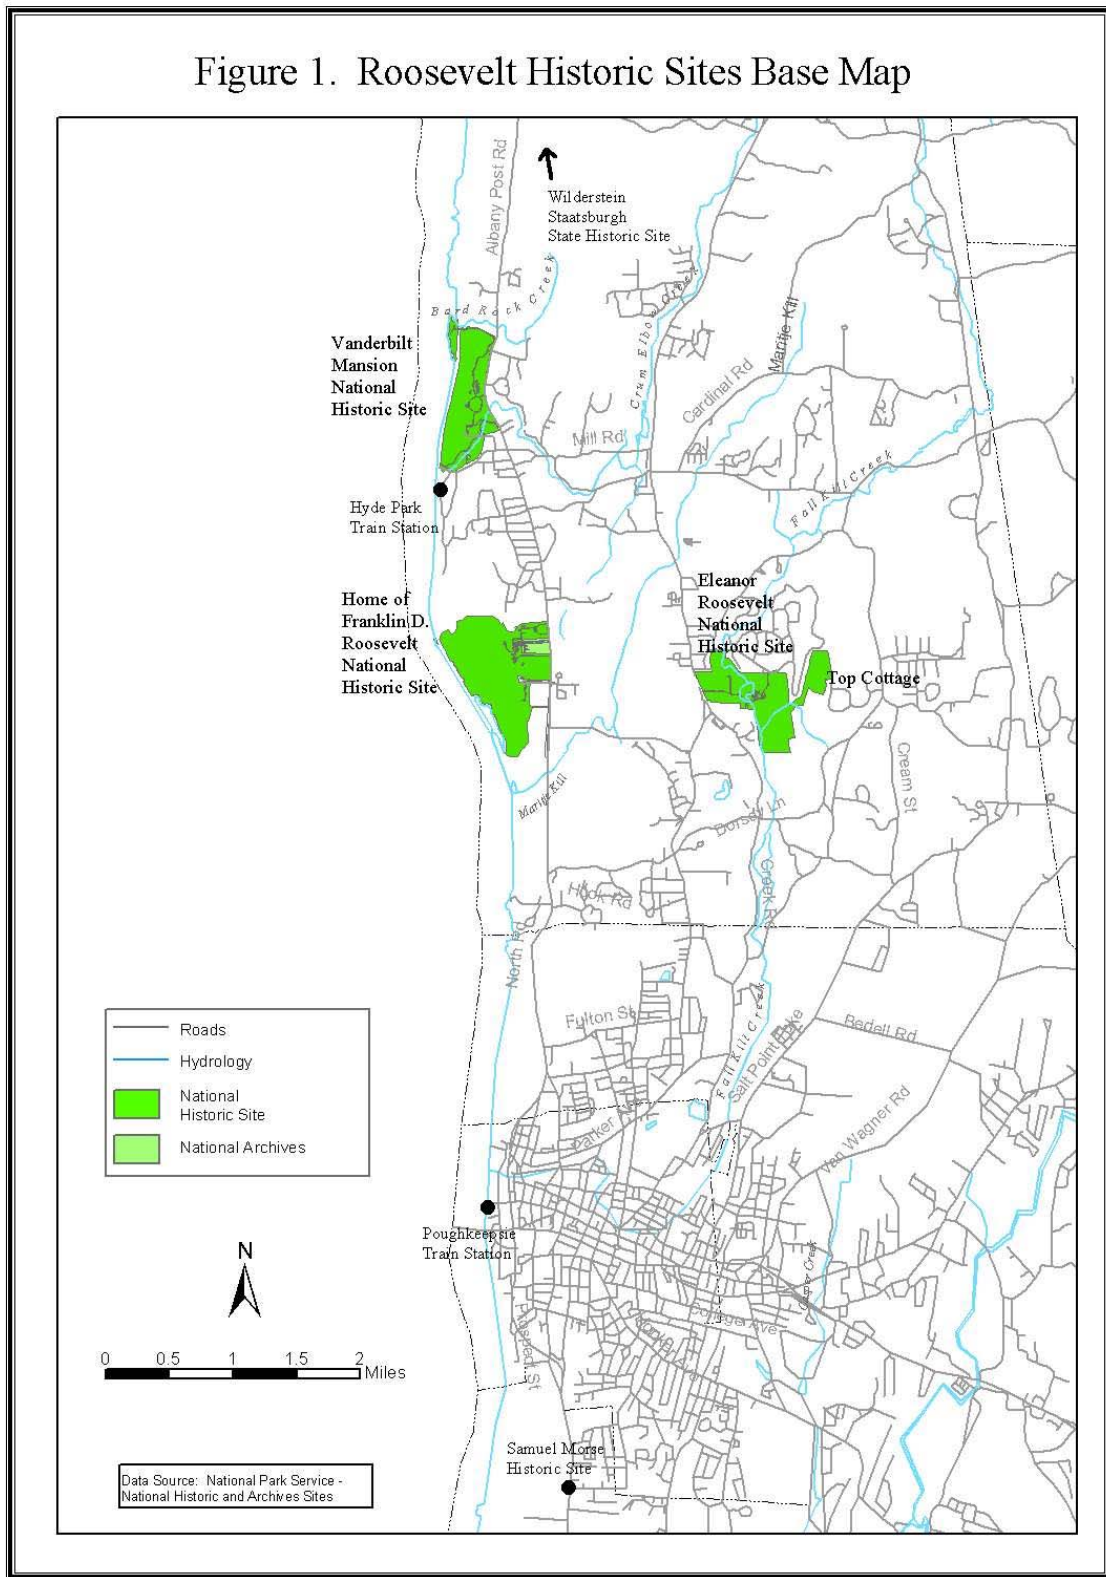 Figure 1. Roosevelt Historic Sites Base Map
Albany Post Rd
Wilderstein
Staatsburgh
State Historic Site
Bard Rock Creek
Crum Elbow Creek
Maritje Kill
Vanderbilt
Mansion
National
Historic Site
Cardinal Rd
Mill Rd
Fall Kill Creek
Hyde Park
Train Station
Eleanor
Roosevelt
National
Historic Site
Home of
Franklin D.
Roosevelt
National
Historic Site
Top Cottage
Cream St
Maritje Kill
Dorsey Ln
Creek Rd
Hook Rd
North Rd
Fulton St
Fall Kill Creek
Salt Point Tpke
Bedell Rd
Parker Ave
Van Wagner Rd
Roads
Hydrology
National
Historic Site
National Archives
Poughkeepsie
Train Station
Casper Creek
College Ave
Prospect St
N
0 0.5 1 1.5 2
Miles
Samuel Morse
Historic Site
Data Source: National Park Service -
National Historic and Archives Sites